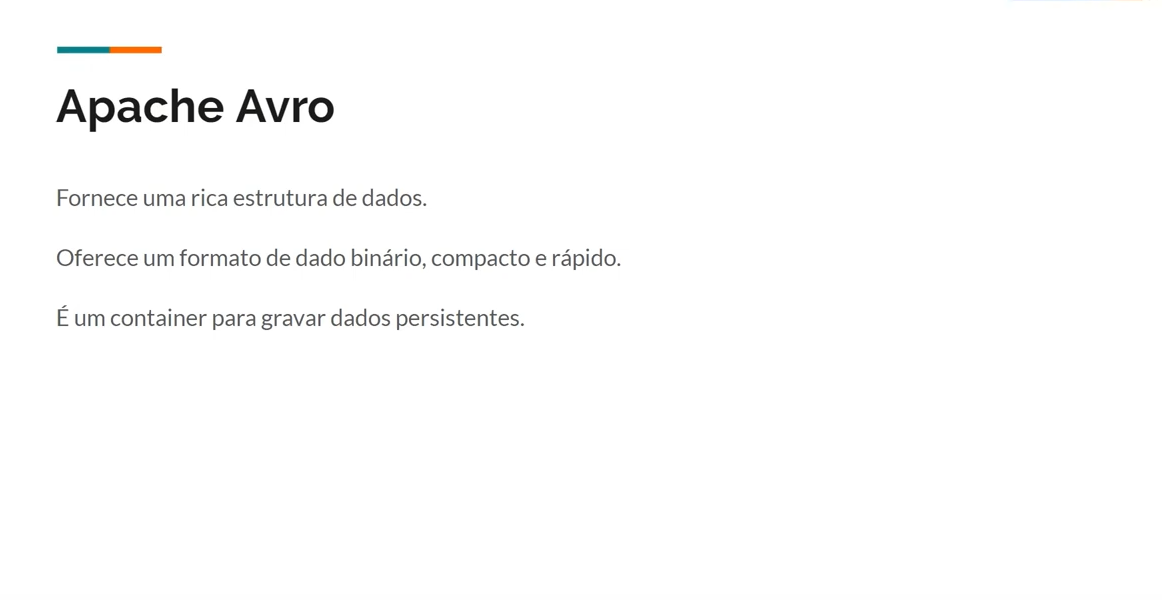 Apache Avro
Fornece uma rica estrutura de dados.
Oferece um formato de dado binário, compacto e rápido.
É um container para gravar dados persistentes.